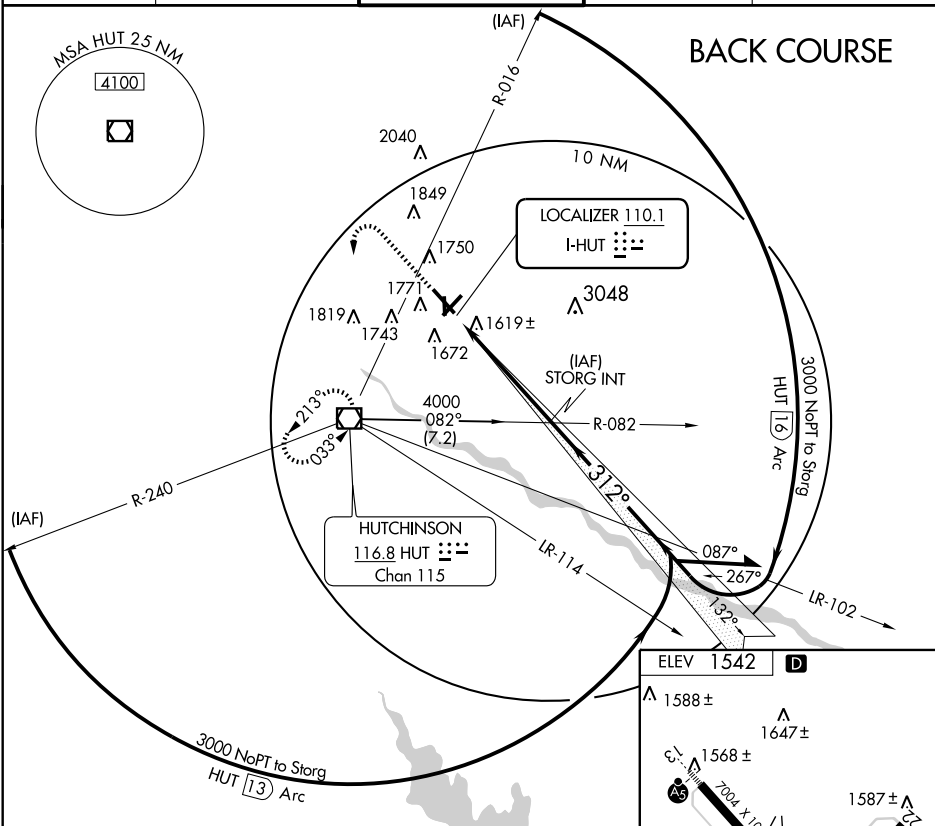 MSA HUT 25 NM
4100
(IAF)
BACK COURSE
R-016
2040
10 NM
1849
LOCALIZER 110.1
I-HUT
1750
1771
3048
1819
1743
1619 ±
1672
(IAF)
STORG INT
3000 NoPT to Storg
HUT 16 Arc
4000
082°
(7.2)
R-082
213°
033°
312°
R-240
(IAF)
HUTCHINSON
116.8 HUT
Chan 115
LR-114
087°
267°
LR-102
132°
ELEV 1542 D
1588 ±
1647 ±
1568 ±
13
A5
7004 X 10
1587 ±
22
3000 NoPT to Storg
HUT 13 Arc